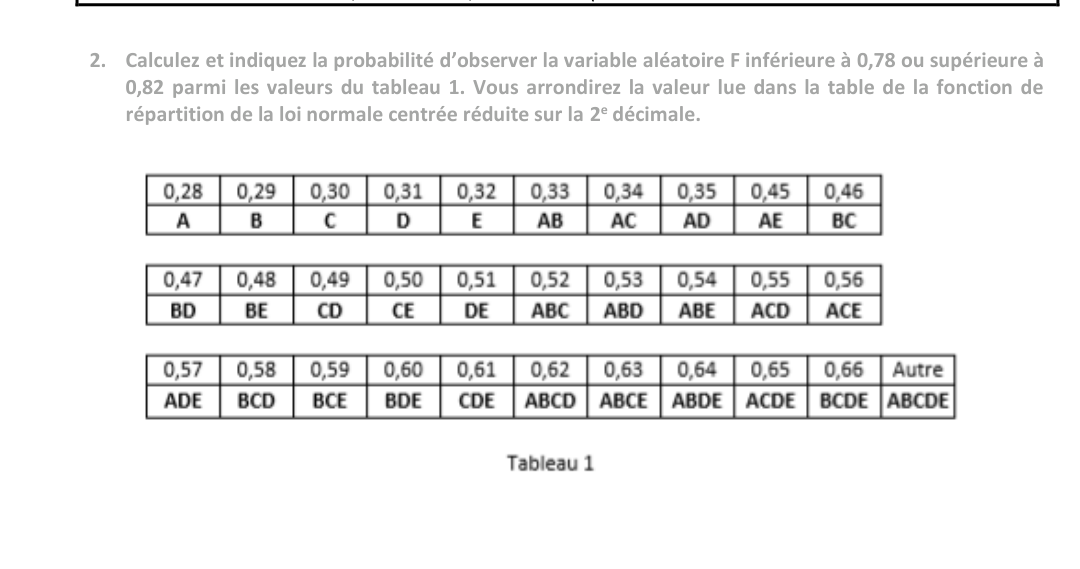 2. Calculez et indiquez la probabilité d’observer la variable aléatoire F inférieure à 0,78 ou supérieure à
0,82 parmi les valeurs du tableau 1. Vous arrondirez la valeur lue dans la table de la fonction de
répartition de la loi normale centrée réduite sur la 2e décimale.
0,28 0,29 0,30 0,31 0,32 0,33 0,34 0,35 0,45 0,46
A B C D E AB AC AD AE BC
0,47 0,48 0,49 0,50 0,51 0,52 0,53 0,54 0,55 0,56
BD BE CD CE DE ABC ABD ABE ACD ACE
0,57 0,58 0,59 0,60 0,61 0,62 0,63 0,64 0,65 0,66 Autre
ADE BCD BCE BDE CDE ABCD ABCE ABDE ACDE BCDE ABCDE
Tableau 1